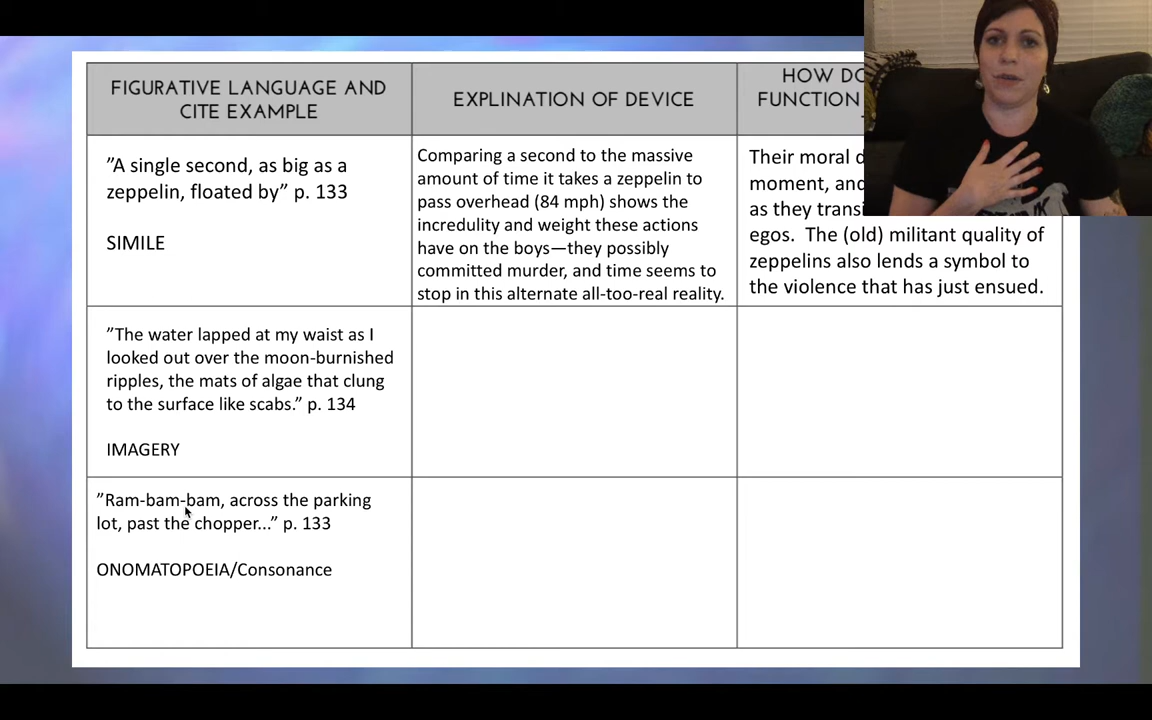 FIGURATIVE LANGUAGE AND
CITE EXAMPLE
EXPLINATION OF DEVICE
HOW DO
FUNCTION
”A single second, as big as a
zeppelin, floated by” p. 133
SIMILE
Comparing a second to the massive
amount of time it takes a zeppelin to
pass overhead (84 mph) shows the
incredulity and weight these actions
have on the boys—they possibly
committed murder, and time seems to
stop in this alternate all-too-real reality.
Their moral
moment, and
as they
egos. The (old) militant quality of
zeppelins also lends a symbol to
the violence that has just ensued.
”The water lapped at my waist as I
looked out over the moon-burnished
ripples, the mats of algae that clung
to the surface like scabs.” p. 134
IMAGERY
”Ram-bam-bam, across the parking
lot, past the chopper...” p. 133
ONOMATOPOEIA/Consonance